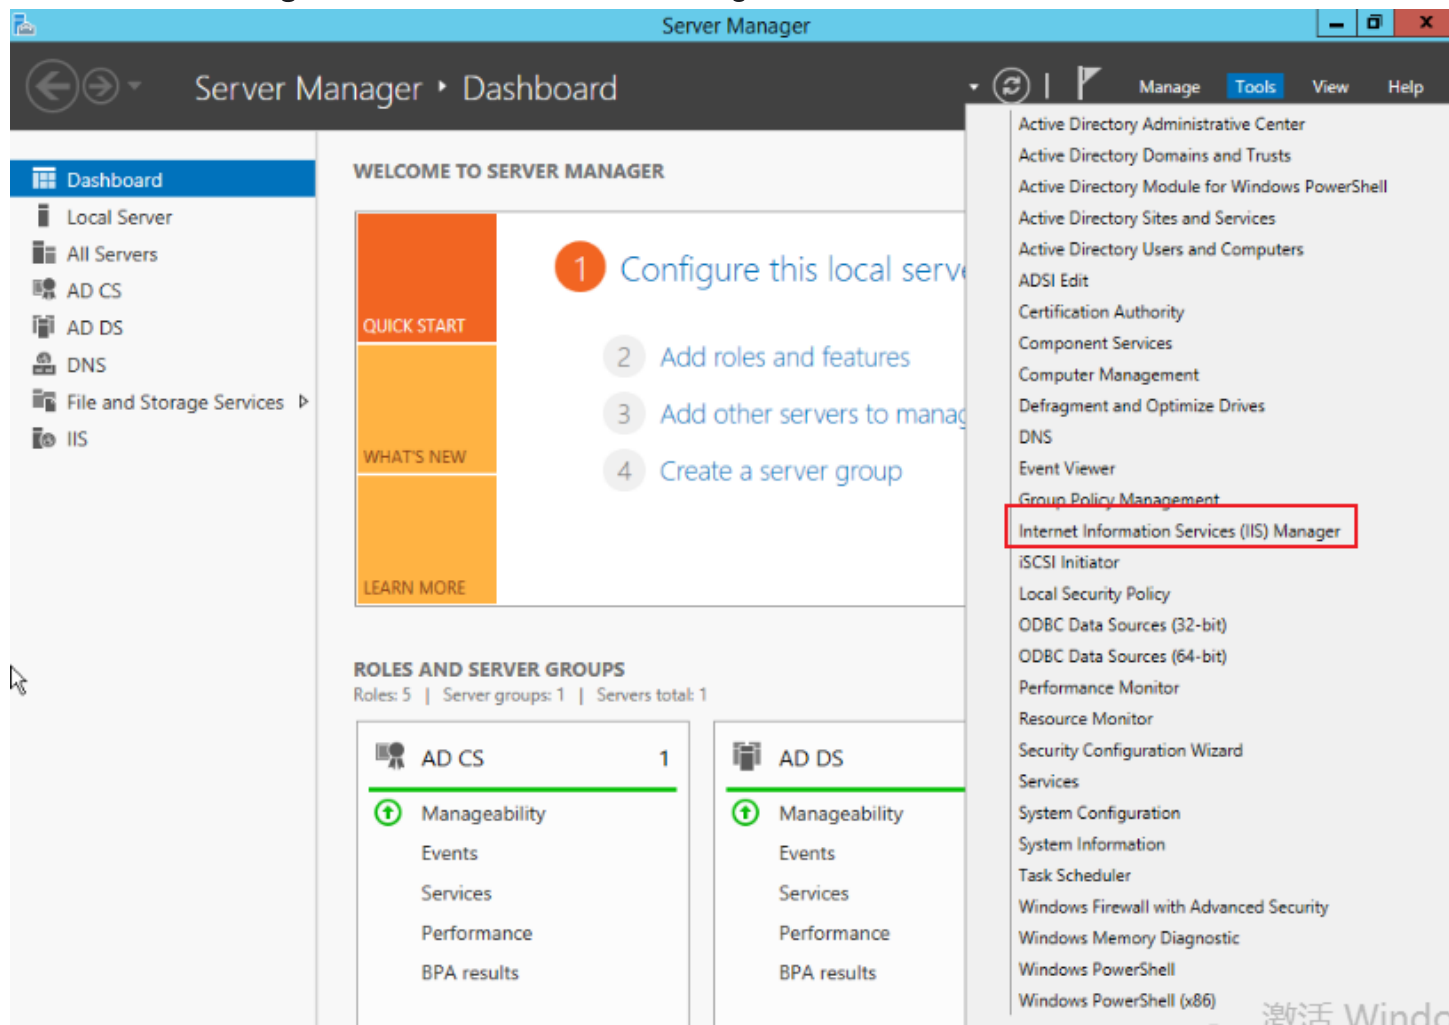 Server Manager
Server Manager ‣ Dashboard
Manage Tools View Help
Dashboard
Local Server
All Servers
AD CS
AD DS
DNS
File and Storage Services
IIS
WELCOME TO SERVER MANAGER
QUICK START
WHAT'S NEW
LEARN MORE
1 Configure this local serve
2 Add roles and features
3 Add other servers to manag
4 Create a server group
ROLES AND SERVER GROUPS
Roles: 5 | Server groups: 1 | Servers total: 1
AD CS 1
Manageability
Events
Services
Performance
BPA results
AD DS
Manageability
Events
Services
Performance
BPA results
Active Directory Administrative Center
Active Directory Domains and Trusts
Active Directory Module for Windows PowerShell
Active Directory Sites and Services
Active Directory Users and Computers
ADSI Edit
Certification Authority
Component Services
Computer Management
Defragment and Optimize Drives
DNS
Event Viewer
Group Policy Management
Internet Information Services (IIS) Manager
iSCSI Initiator
Local Security Policy
ODBC Data Sources (32-bit)
ODBC Data Sources (64-bit)
Performance Monitor
Resource Monitor
Security Configuration Wizard
Services
System Configuration
System Information
Task Scheduler
Windows Firewall with Advanced Security
Windows Memory Diagnostic
Windows PowerShell
Windows PowerShell (x86)
激活 Windo